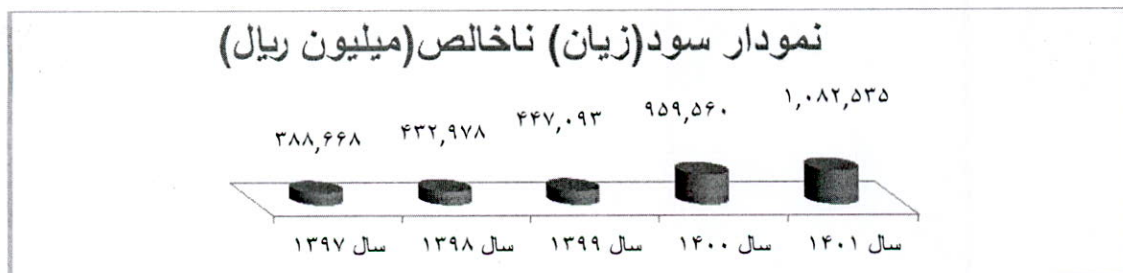 نمودار سود(زیان) ناخالص(میلیون ریال)
۳۸۸,۶۶۸ ۴۳۲,۹۷۸ ۴۴۷,۰۹۳ ۹۵۹,۵۶۰ ۱,۰۸۲,۵۳۵
سال ۱۳۹۷ سال ۱۳۹۸ سال ۱۳۹۹ سال ۱۴۰۰ سال ۱۴۰۱